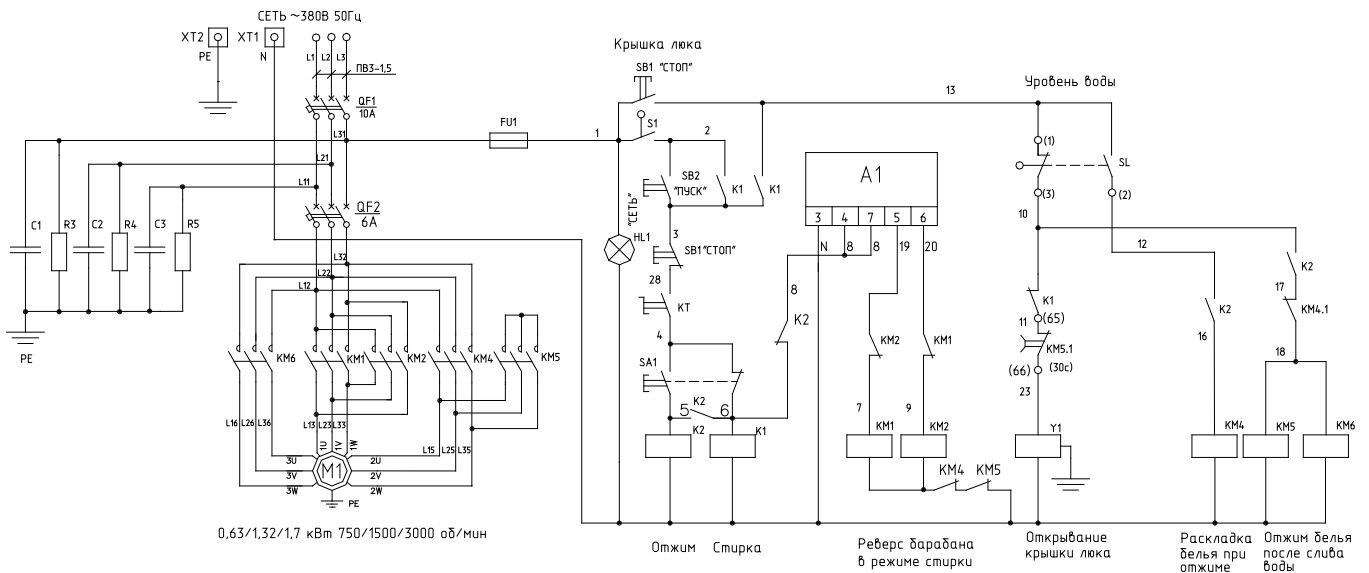 СЕТЬ ~380В 50Гц
XT2
XT1
PE
N
L1
L2
L3
ПВ3-1,5
QF1
10А
L31
L21
L11
QF2
6А
C1
R3
C2
R4
C3
R5
PE
L32
L22
L12
KM6
KM1
KM2
KM4
KM5
L16
L26
L36
L13
L23
L33
L15
L25
L35
1U
1V
1W
3U
3V
3W
M1
2U
2V
2W
PE
0,63/1,32/1,7 кВт 750/1500/3000 об/мин
FU1
1
Крышка люка
SB1 "СТОП"
S1
2
13
"СЕТЬ"
HL1
SB2
"ПУСК"
K1
K1
3
SB1"СТОП"
28
KT
4
SA1
K2
5
6
K2
K1
8
K2
A1
3
4
7
5
6
N
8
8
19
20
KM2
KM1
7
9
KM1
KM2
KM4
KM5
Уровень воды
(1)
SL
(3)
(2)
10
12
K1
11
(65)
KM5.1
(66)
(30с)
23
Y1
K2
16
K2
17
KM4.1
18
KM4
KM5
KM6
Отжим
Стирка
Реверс барабана
в режиме стирки
Открывание
крышки люка
Раскладка
белья при
отжиме
Отжим белья
после слива
воды